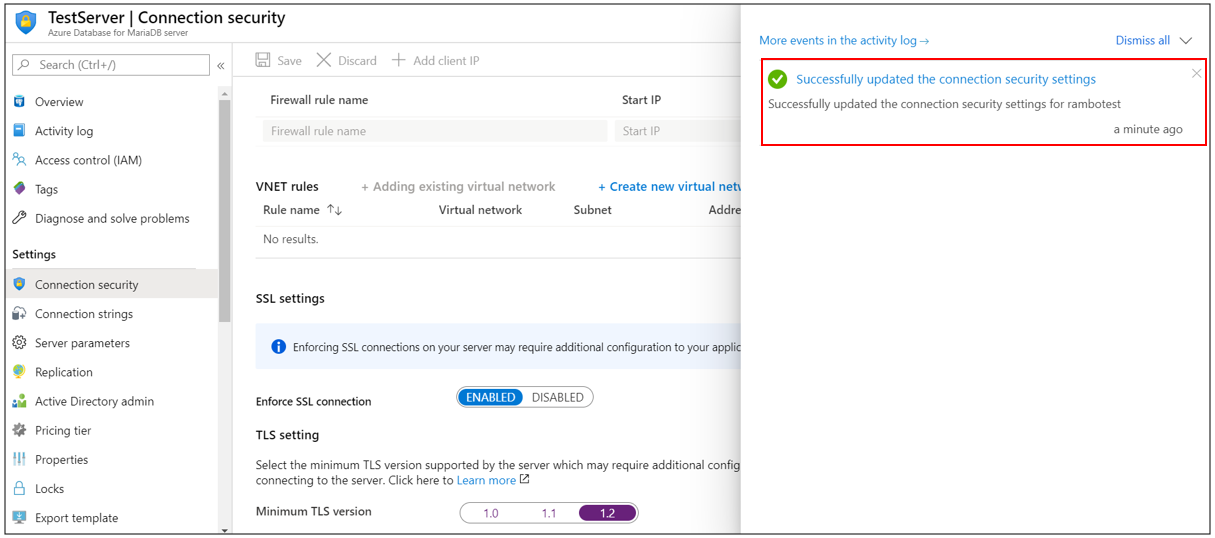 TestServer | Connection security
Azure Database for MariaDB server
Search (Ctrl+/)
«
Overview
Activity log
Access control (IAM)
Tags
Diagnose and solve problems
Settings
Connection security
Connection strings
Server parameters
Replication
Active Directory admin
Pricing tier
Properties
Locks
Export template
Save Discard + Add client IP
Firewall rule name Start IP
Firewall rule name Start IP
VNET rules + Adding existing virtual network + Create new virtual netw
Rule name ↑↓ Virtual network Subnet Addre
No results.
SSL settings
Enforcing SSL connections on your server may require additional configuration to your applic
Enforce SSL connection ENABLED DISABLED
TLS setting
Select the minimum TLS version supported by the server which may require additional config
connecting to the server. Click here to Learn more
Minimum TLS version 1.0 1.1 1.2
More events in the activity log → Dismiss all
Successfully updated the connection security settings
Successfully updated the connection security settings for rambotest
a minute ago